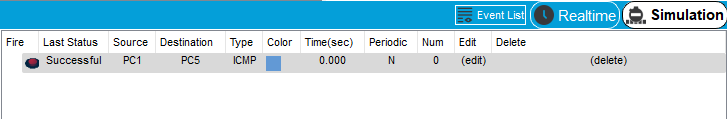 Event List Realtime Simulation
Fire Last Status Source Destination Type Color Time(sec) Periodic Num Edit Delete
Successful PC1 PC5 ICMP 0.000 N 0 (edit) (delete)